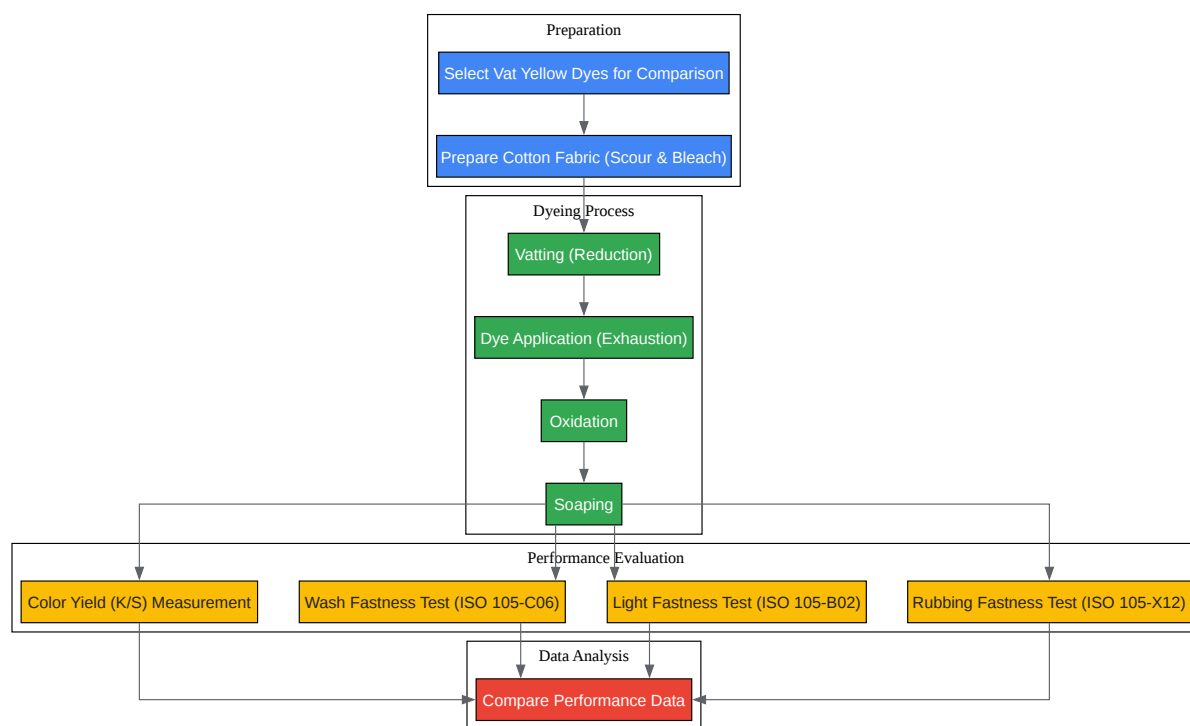 Preparation
Select Vat Yellow Dyes for Comparison
Prepare Cotton Fabric (Scour & Bleach)
Dyeing Process
Vatting (Reduction)
Dye Application (Exhaustion)
Oxidation
Soaping
Performance Evaluation
Color Yield (K/S) Measurement
Wash Fastness Test (ISO 105-C06)
Light Fastness Test (ISO 105-B02)
Rubbing Fastness Test (ISO 105-X12)
Data Analysis
Compare Performance Data